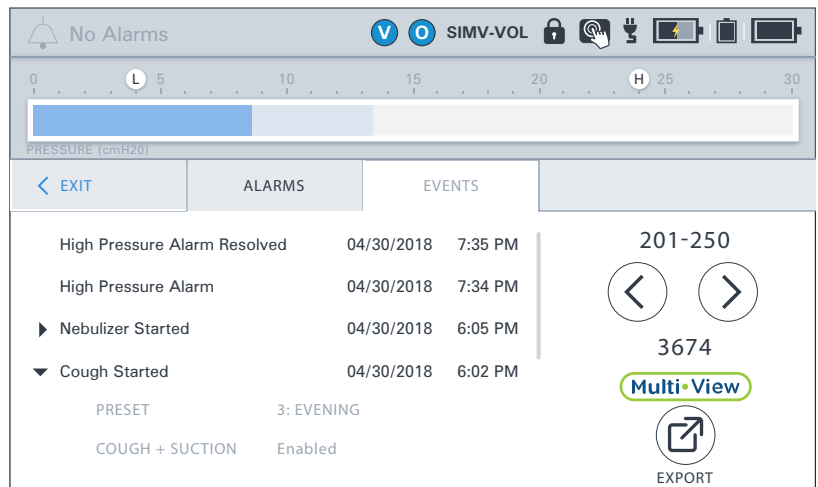 No Alarms V O SIMV-VOL
0 L 5 10 15 20 H 25 30
PRESSURE (cmH20)
EXIT ALARMS EVENTS
High Pressure Alarm Resolved 04/30/2018 7:35 PM
High Pressure Alarm 04/30/2018 7:34 PM
Nebulizer Started 04/30/2018 6:05 PM
Cough Started 04/30/2018 6:02 PM
PRESET 3: EVENING
COUGH + SUCTION Enabled
201-250
3674
Multi•View
EXPORT